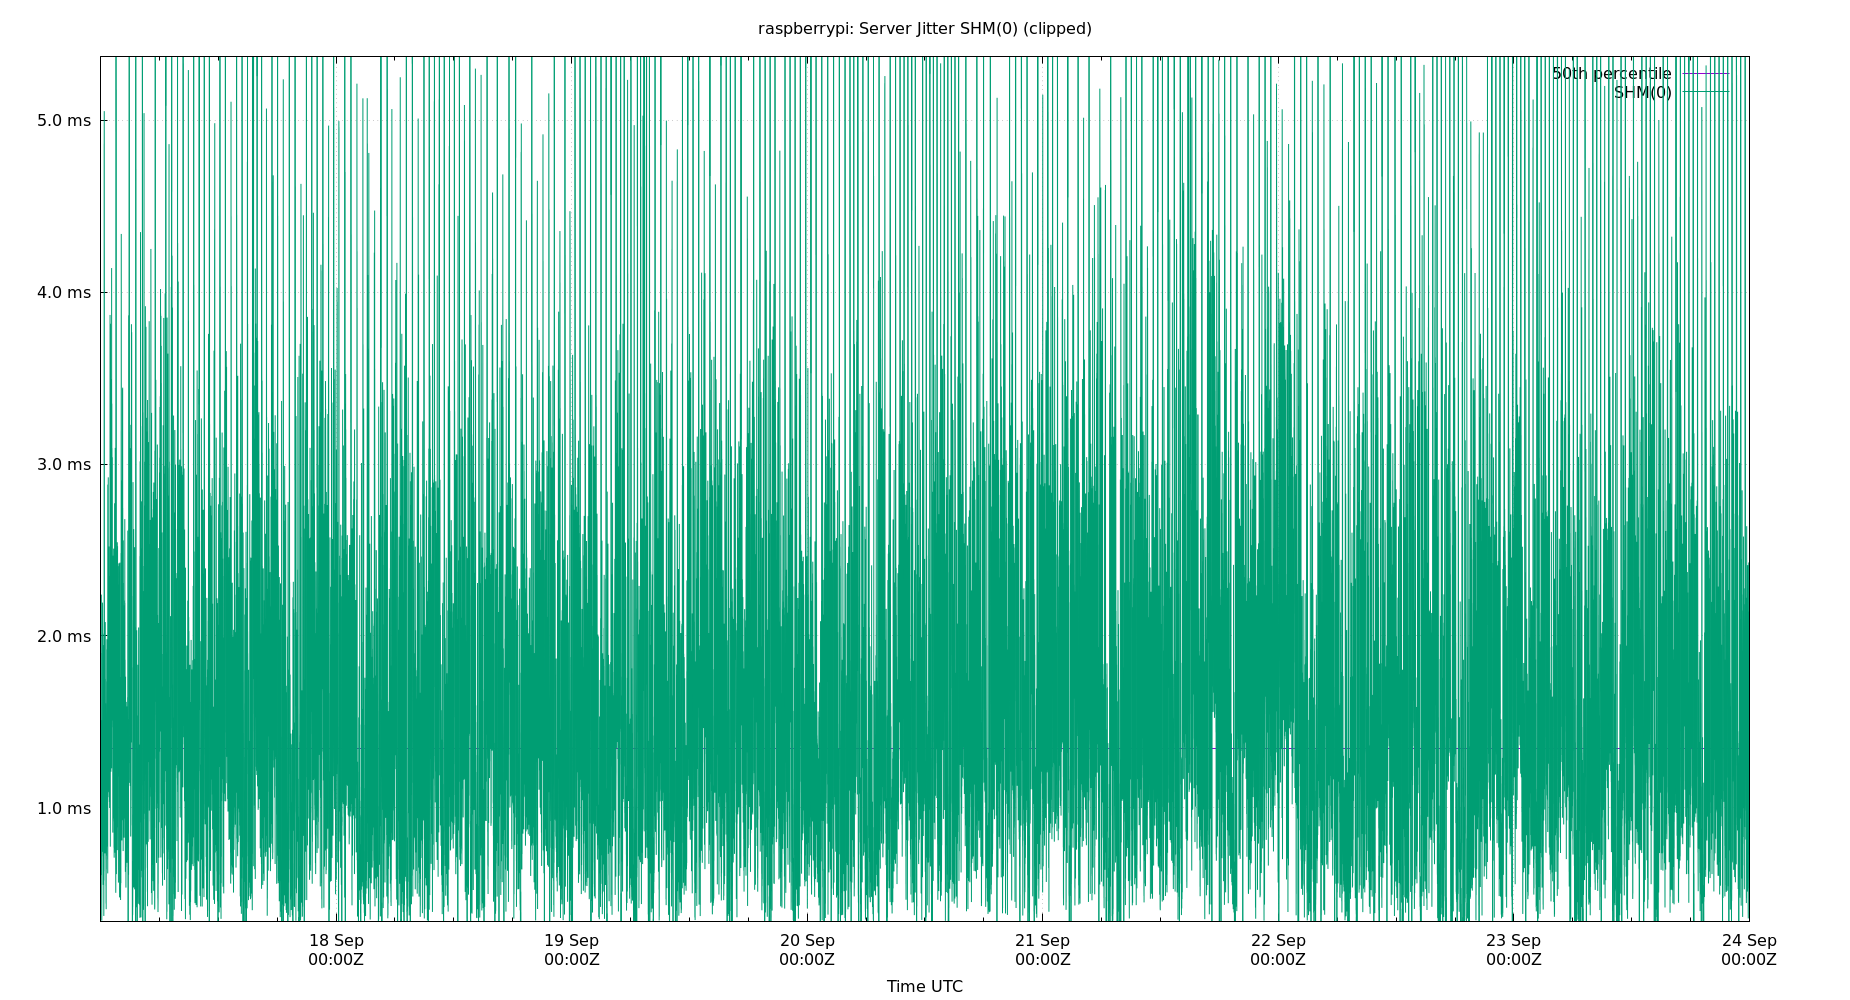 raspberrypi: Server Jitter SHM(0) (clipped)
50th percentile
SHM(0)
5.0 ms
4.0 ms
3.0 ms
2.0 ms
1.0 ms
18 Sep 19 Sep 20 Sep 21 Sep 22 Sep 23 Sep 24 Sep
00:00Z 00:00Z 00:00Z 00:00Z 00:00Z 00:00Z 00:00Z
Time UTC